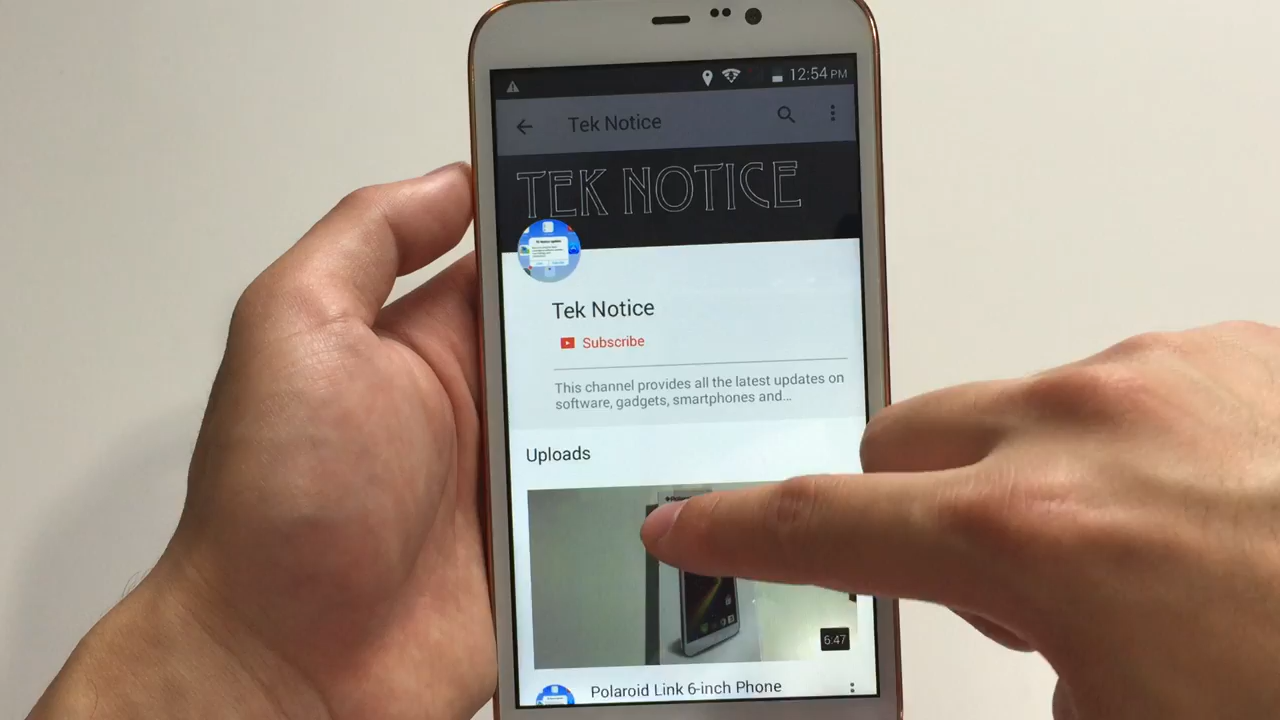 12:54 PM
Tek Notice
TEK NOTICE
Tek Notice
Subscribe
This channel provides all the latest updates on
software, gadgets, smartphones and...
Uploads
5:47
Polaroid Link 6-inch Phone